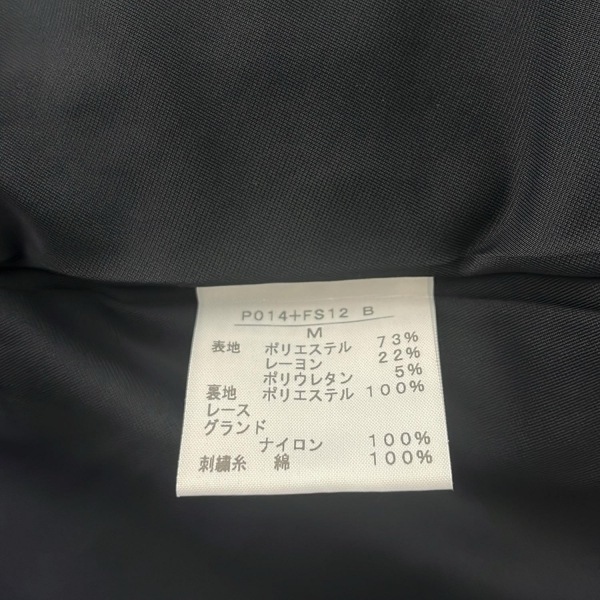 P014+FS12 B
M
表地 ポリエステル 73%
レーヨン 22%
ポリウレタン 5%
裏地 ポリエステル 100%
レース
グランド
ナイロン 100%
刺繍糸 綿 100%